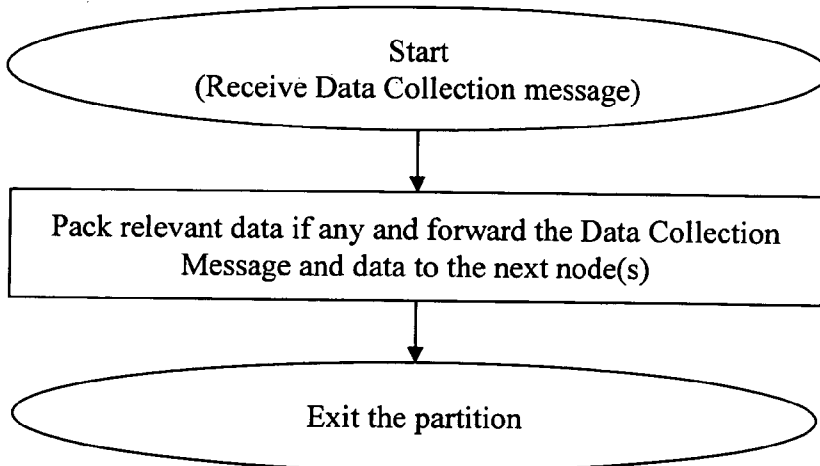 Start
(Receive Data Collection message)
Pack relevant data if any and forward the Data Collection
Message and data to the next node(s)
Exit the partition